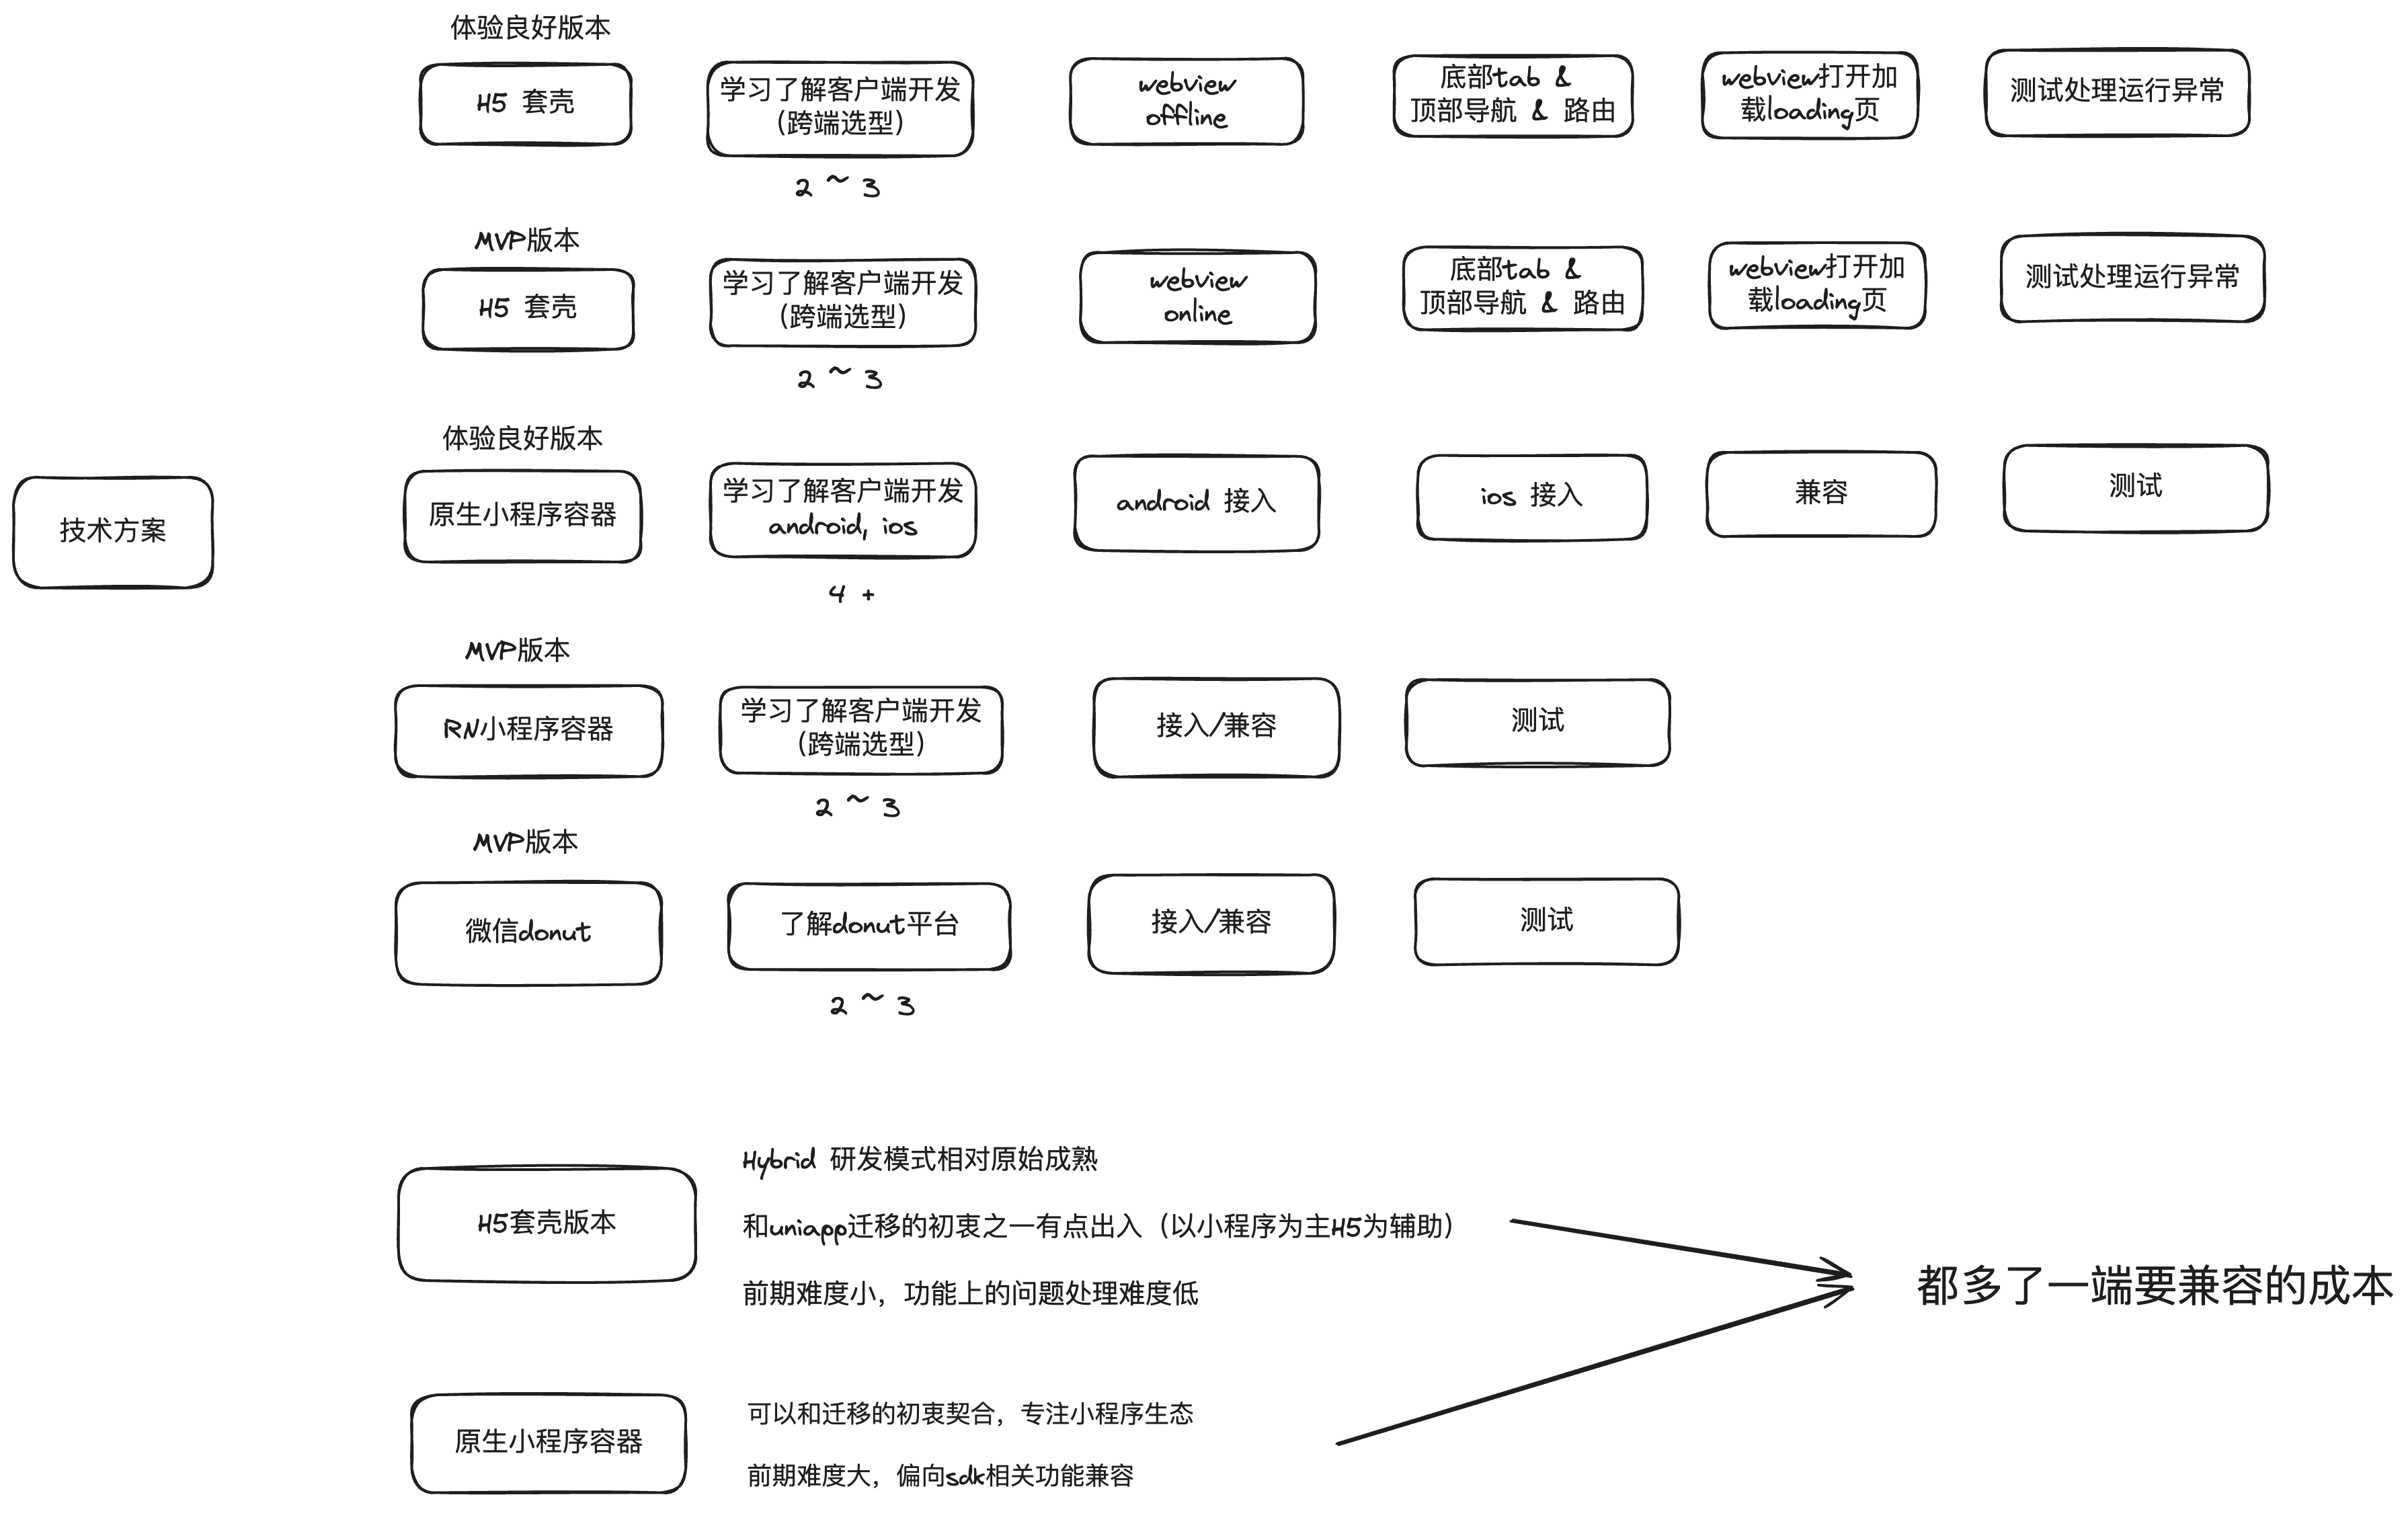 体验良好版本
H5 套壳
学习了解客户端开发
（跨端选型）
2 ~ 3
webview
offline
底部tab &
顶部导航 & 路由
webview打开加
载loading页
测试处理运行异常
MVP版本
H5 套壳
学习了解客户端开发
（跨端选型）
2 ~ 3
webview
online
底部tab &
顶部导航 & 路由
webview打开加
载loading页
测试处理运行异常
技术方案
体验良好版本
原生小程序容器
学习了解客户端开发
android, ios
4 +
android 接入
ios 接入
兼容
测试
MVP版本
RN小程序容器
学习了解客户端开发
（跨端选型）
2 ~ 3
接入/兼容
测试
MVP版本
微信donut
了解donut平台
2 ~ 3
接入/兼容
测试
H5套壳版本
Hybrid 研发模式相对原始成熟
和uniapp迁移的初衷之一有点出入（以小程序为主H5为辅助）
前期难度小，功能上的问题处理难度低
都多了一端要兼容的成本
原生小程序容器
可以和迁移的初衷契合，专注小程序生态
前期难度大，偏向sdk相关功能兼容